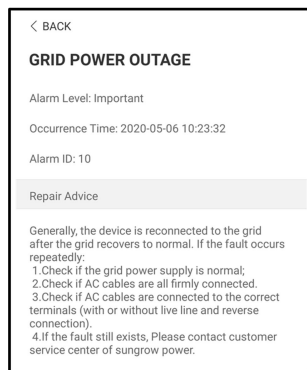 < BACK
GRID POWER OUTAGE
Alarm Level: Important
Occurrence Time: 2020-05-06 10:23:32
Alarm ID: 10
Repair Advice
Generally, the device is reconnected to the grid
after the grid recovers to normal. If the fault occurs
repeatedly:
1.Check if the grid power supply is normal;
2.Check if AC cables are all firmly connected.
3.Check if AC cables are connected to the correct
terminals (with or without live line and reverse
connection).
4.If the fault still exists, Please contact customer
service center of sungrow power.